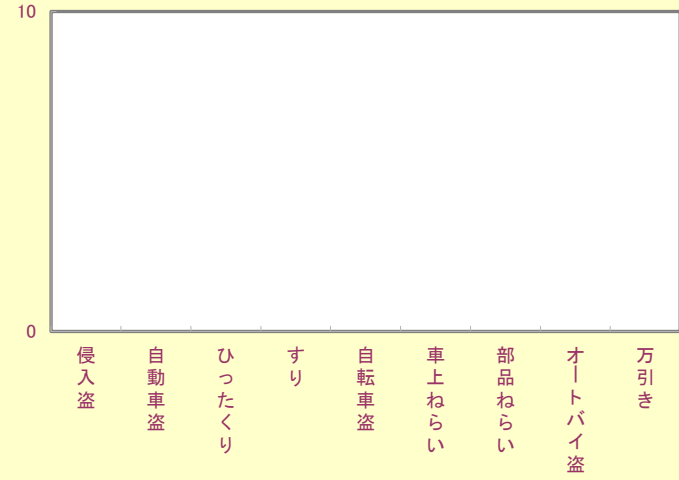 10
0
侵入盗
自動車盗
ひったくり
すり
自転車盗
車上ねらい
部品ねらい
オートバイ盗
万引き